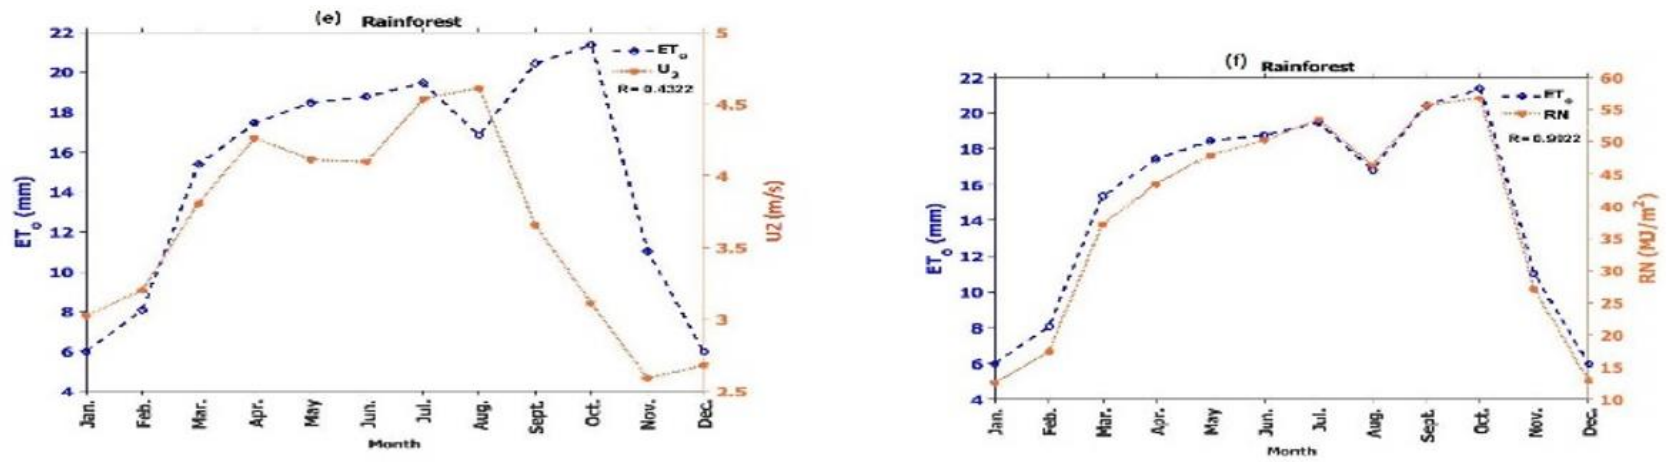 (e) Rainforest
22
20
18
16
14
12
10
8
6
4
ET₀ (mm)
5
4.5
4
3.5
3
2.5
U2 (m/s)
ET₀
U₂
R= 0.4322
Jan.
Feb.
Mar.
Apr.
May
Jun.
Jul.
Aug.
Sept.
Oct.
Nov.
Dec.
Month
(f) Rainforest
22
20
18
16
14
12
10
8
6
4
ET₀ (mm)
60
55
50
45
40
35
30
25
20
15
10
RN (MJ/m²)
ET₀
RN
R= 0.9922
Jan.
Feb.
Mar.
Apr.
May
Jun.
Jul.
Aug.
Sept.
Oct.
Nov.
Dec.
Month